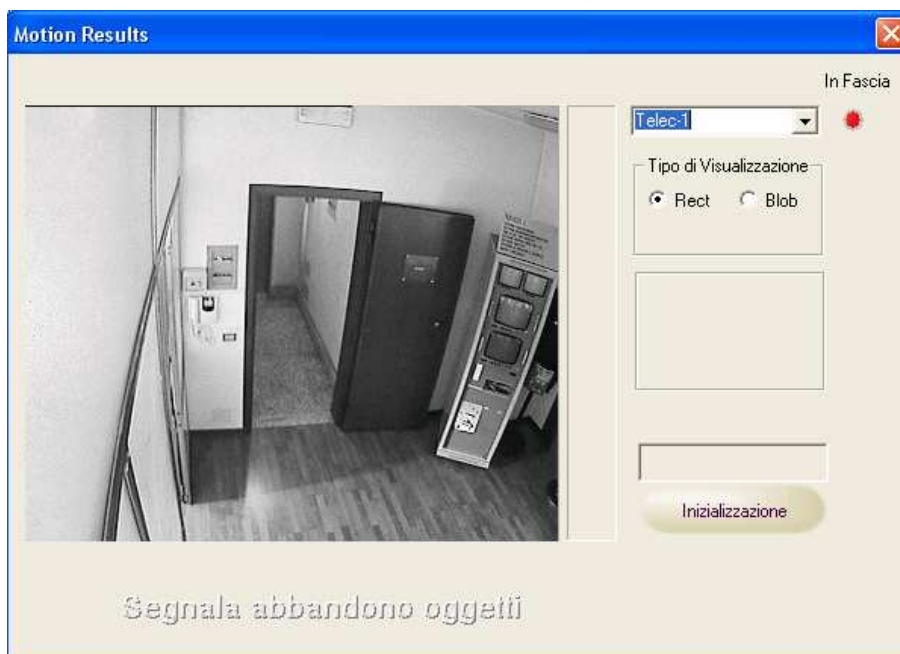 Motion Results
In Fascia
Telec-1
Tipo di Visualizzazione
Rect
Blob
Inizializzazione
Segnala abbandono oggetti